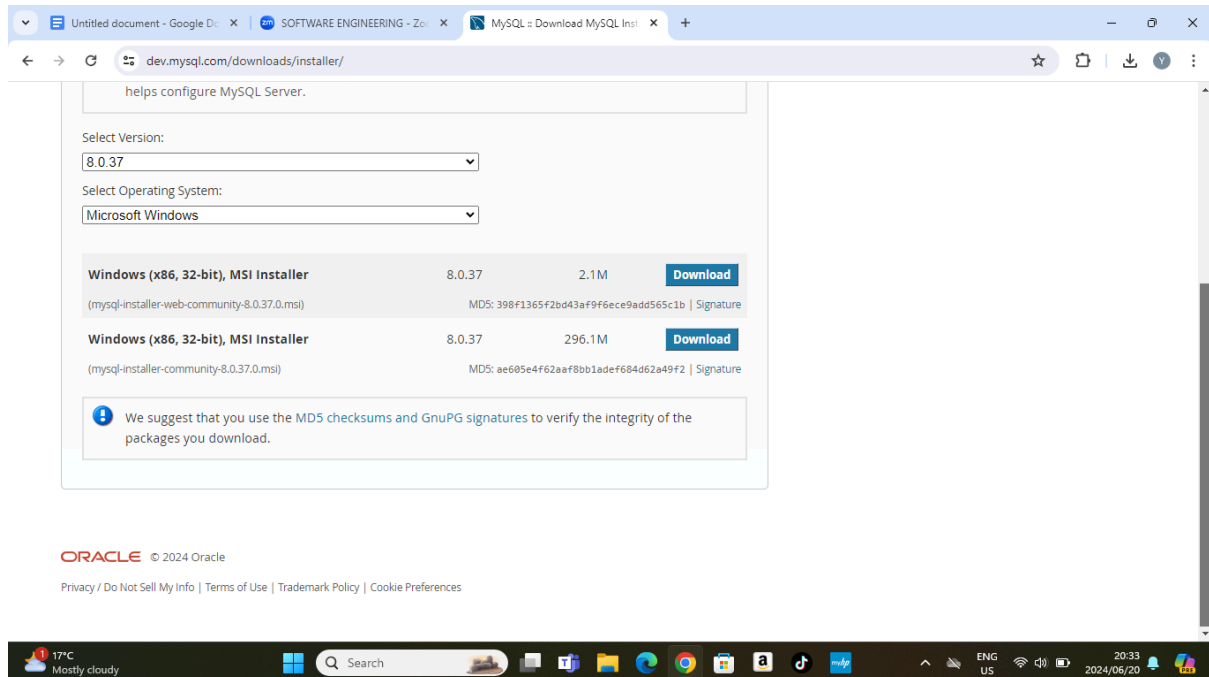 Untitled document - Google Do
SOFTWARE ENGINEERING - Zoo
MySQL :: Download MySQL Inst
dev.mysql.com/downloads/installer/
Y
helps configure MySQL Server.
Select Version:
8.0.37
Select Operating System:
Microsoft Windows
Windows (x86, 32-bit), MSI Installer 8.0.37 2.1M Download
(mysql-installer-web-community-8.0.37.0.msi) MD5: 398f1365f2bd43af9f6ece9add565c1b | Signature
Windows (x86, 32-bit), MSI Installer 8.0.37 296.1M Download
(mysql-installer-community-8.0.37.0.msi) MD5: ae605e4f62aaf8bb1adef684d62a49f2 | Signature
We suggest that you use the MD5 checksums and GnuPG signatures to verify the integrity of the
packages you download.
ORACLE © 2024 Oracle
Privacy / Do Not Sell My Info | Terms of Use | Trademark Policy | Cookie Preferences
1 17°C
Mostly cloudy
Search
ENG
US
20:33
2024/06/20